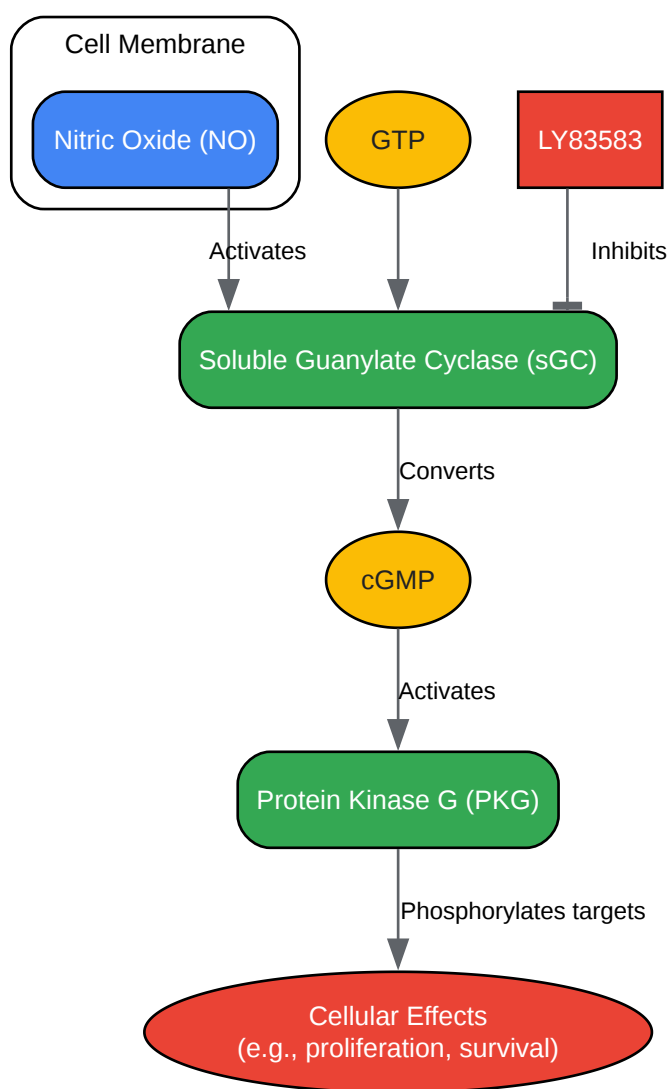 Cell Membrane
Nitric Oxide (NO)
GTP
LY83583
Activates
Inhibits
Soluble Guanylate Cyclase (sGC)
Converts
cGMP
Activates
Protein Kinase G (PKG)
Phosphorylates targets
Cellular Effects
(e.g., proliferation, survival)